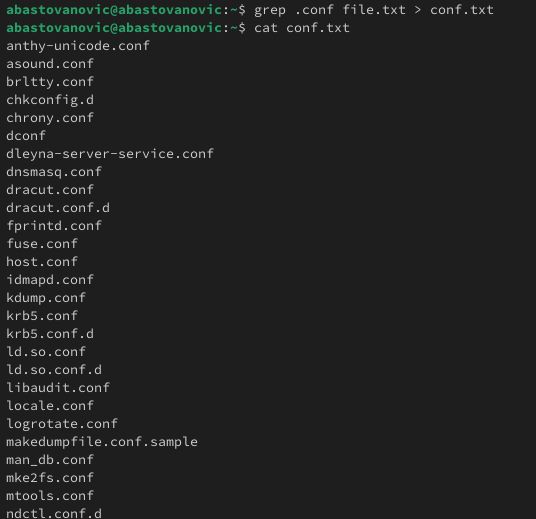 abastovanovic@abastovanovic:~$ grep .conf file.txt > conf.txt
abastovanovic@abastovanovic:~$ cat conf.txt
anthy-unicode.conf
asound.conf
brltty.conf
chkconfig.d
chrony.conf
dconf
dleyna-server-service.conf
dnsmasq.conf
dracut.conf
dracut.conf.d
fprintd.conf
fuse.conf
host.conf
idmapd.conf
kdump.conf
krb5.conf
krb5.conf.d
ld.so.conf
ld.so.conf.d
libaudit.conf
locale.conf
logrotate.conf
makedumpfile.conf.sample
man_db.conf
mke2fs.conf
mtools.conf
ndctl.conf.d